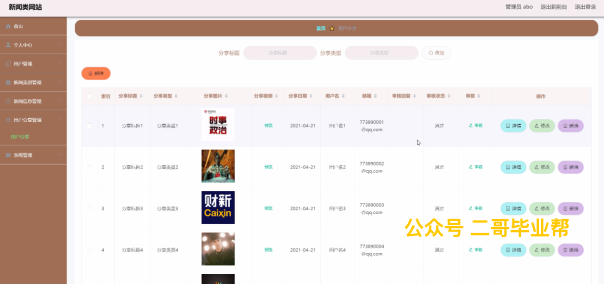 新闻类网站
管理员 abo
退出到前台
退出登录
首页
个人中心
用户管理
新闻类别管理
新闻信息管理
用户分享管理
用户分享
系统管理
首页
用户分享
分享标题
分享标题
分享类型
分享类型
查询
删除
索引 分享标题 分享类型 分享图片 分享视频 分享日期 用户名 邮箱 审核回复 审核状态 审核 操作
1 分享标题1 分享类型1 时事政治 2021-04-21 用户名1 773890001@qq.com 通过 审核 详情 修改 删除
2 分享标题2 分享类型2 2021-04-21 用户名2 773890002@qq.com 通过 审核 详情 修改 删除
3 分享标题3 分享类型3 财新 Caixin 2021-04-21 用户名3 773890003@qq.com 通过 审核 详情 修改 删除
4 分享标题4 分享类型4 2021-04-21 用户名4 773890004@qq.com 通过 审核 详情 修改 删除
公众号 二哥毕业帮